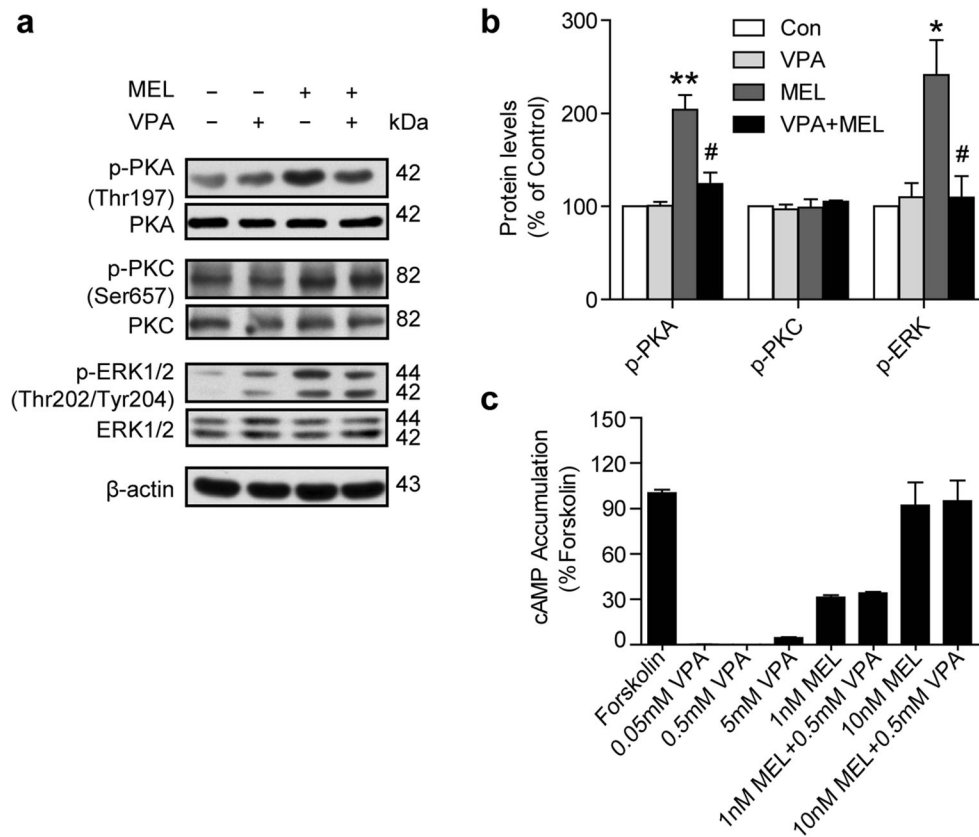 a
MEL – – + +
VPA – + – + kDa
p-PKA
(Thr197)
42
PKA
42
p-PKC
(Ser657)
82
PKC
82
p-ERK1/2
(Thr202/Tyr204)
44
42
ERK1/2
44
42
β-actin
43
b
Protein levels
(% of Control)
300
200
100
0
Con
VPA
MEL
VPA+MEL
**
#
*
#
p-PKA
p-PKC
p-ERK
c
cAMP Accumulation
(%Forskolin)
150
120
90
60
30
0
Forskolin
0.05mM VPA
0.5mM VPA
5mM VPA
1nM MEL
1nM MEL+0.5mM VPA
10nM MEL
10nM MEL+0.5mM VPA